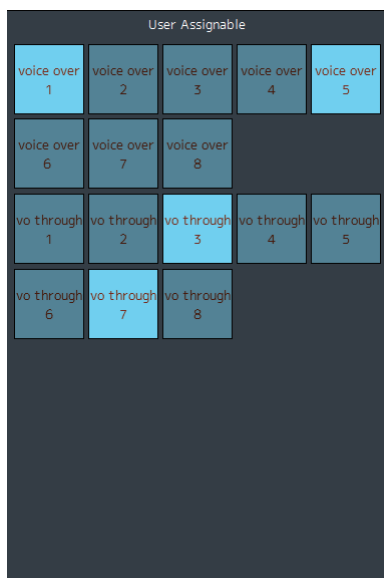 User Assignable
voice over voice over voice over voice over voice over
1 2 3 4 5
voice over voice over voice over
6 7 8
vo through vo through vo through vo through vo through
1 2 3 4 5
vo through vo through vo through
6 7 8